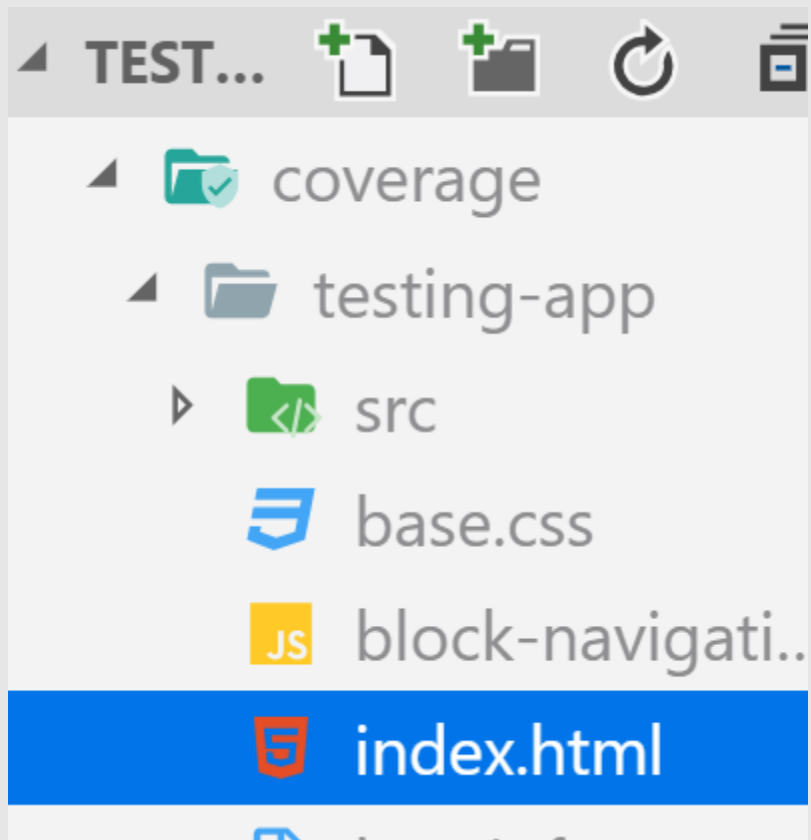 TEST...
coverage
testing-app
src
base.css
JS block-navigati..
index.html